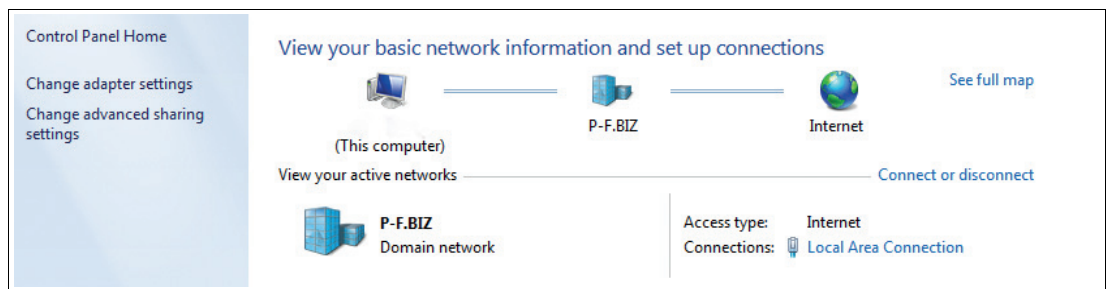 Control Panel Home
Change adapter settings
Change advanced sharing
settings
View your basic network information and set up connections
See full map
P-F.BIZ
Internet
(This computer)
View your active networks
Connect or disconnect
P-F.BIZ
Domain network
Access type: Internet
Connections: Local Area Connection